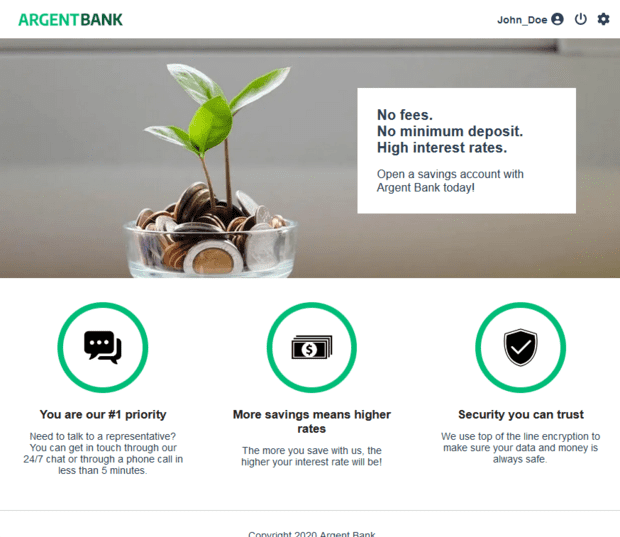 ARGENTBANK
John_Doe
No fees.
No minimum deposit.
High interest rates.
Open a savings account with
Argent Bank today!
You are our #1 priority
Need to talk to a representative?
You can get in touch through our
24/7 chat or through a phone call in
less than 5 minutes.
More savings means higher
rates
The more you save with us, the
higher your interest rate will be!
Security you can trust
We use top of the line encryption to
make sure your data and money is
always safe.
Copyright 2020 Argent Bank